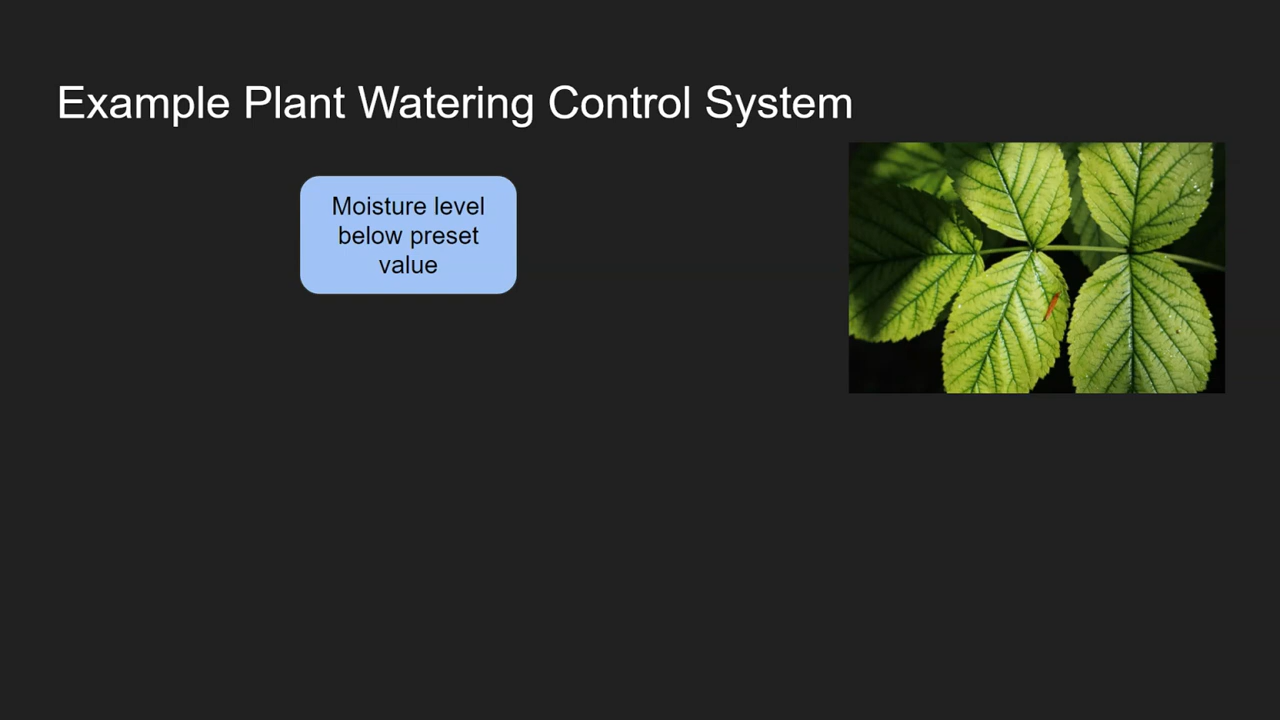 Example Plant Watering Control System
Moisture level
below preset
value